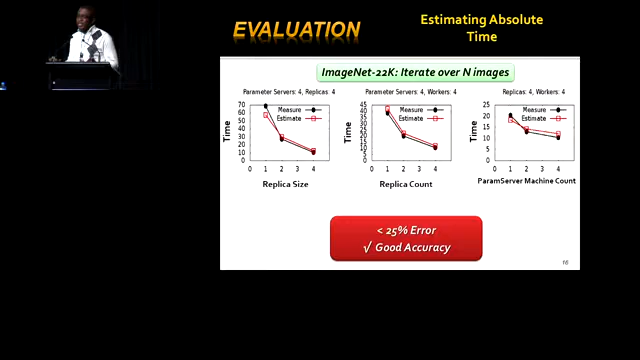 EVALUATION
Estimating Absolute
Time
ImageNet-22K: Iterate over N images
Parameter Servers: 4, Replicas: 4
Time
70
60
50
40
30
20
10
0
Measure
Estimate
0 1 2 3 4
Replica Size
Parameter Servers: 4, Workers: 4
Time
45
40
35
30
25
20
15
10
5
0
Measure
Estimate
0 1 2 3 4
Replica Count
Replicas: 4, Workers: 4
Time
25
20
15
10
5
0
Measure
Estimate
0 1 2 3 4
ParamServer Machine Count
< 25% Error
√ Good Accuracy
16